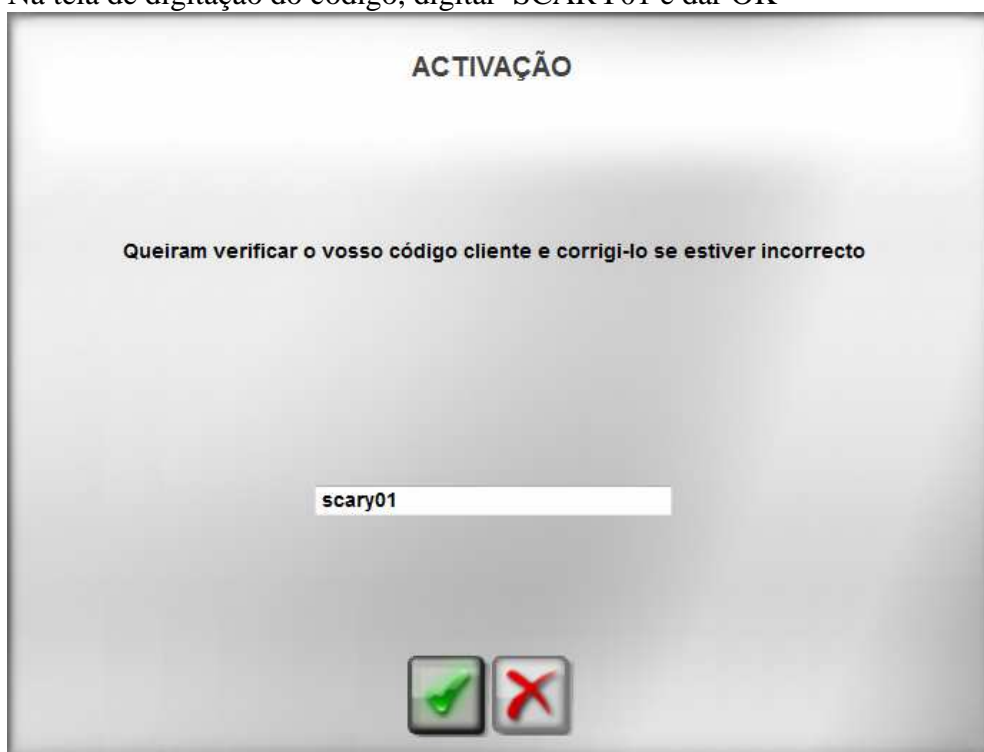 Na tela de digitação do código, digitar SCARY01 e dar OK
ACTIVAÇÃO
Queiram verificar o vosso código cliente e corrigi-lo se estiver incorrecto
scary01